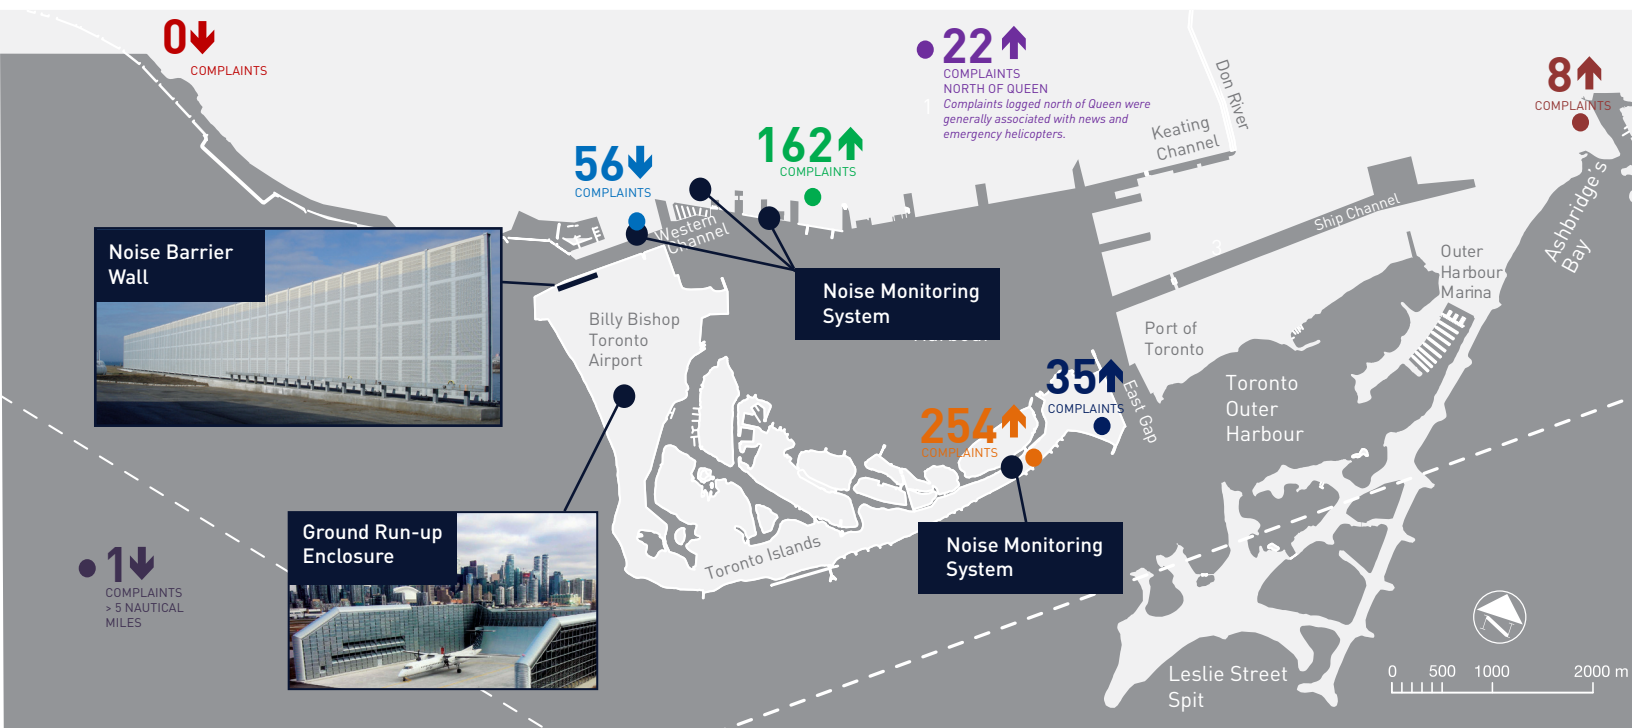 0
COMPLAINTS
22
COMPLAINTS
NORTH OF QUEEN
Complaints logged north of Queen were
generally associated with news and
emergency helicopters.
1
Don River
8
COMPLAINTS
Keating
Channel
162
COMPLAINTS
56
COMPLAINTS
Western
Channel
Ship Channel
3
Ashbridge's
Bay
Noise Barrier
Wall
Outer
Harbour
Marina
Noise Monitoring
System
Billy Bishop
Toronto
Airport
Port of
Toronto
35
COMPLAINTS
East Gap
Toronto
Outer
Harbour
254
COMPLAINTS
Ground Run-up
Enclosure
Toronto Islands
Noise Monitoring
System
1
COMPLAINTS
> 5 NAUTICAL
MILES
Leslie Street
Spit
0 500 1000 2000 m